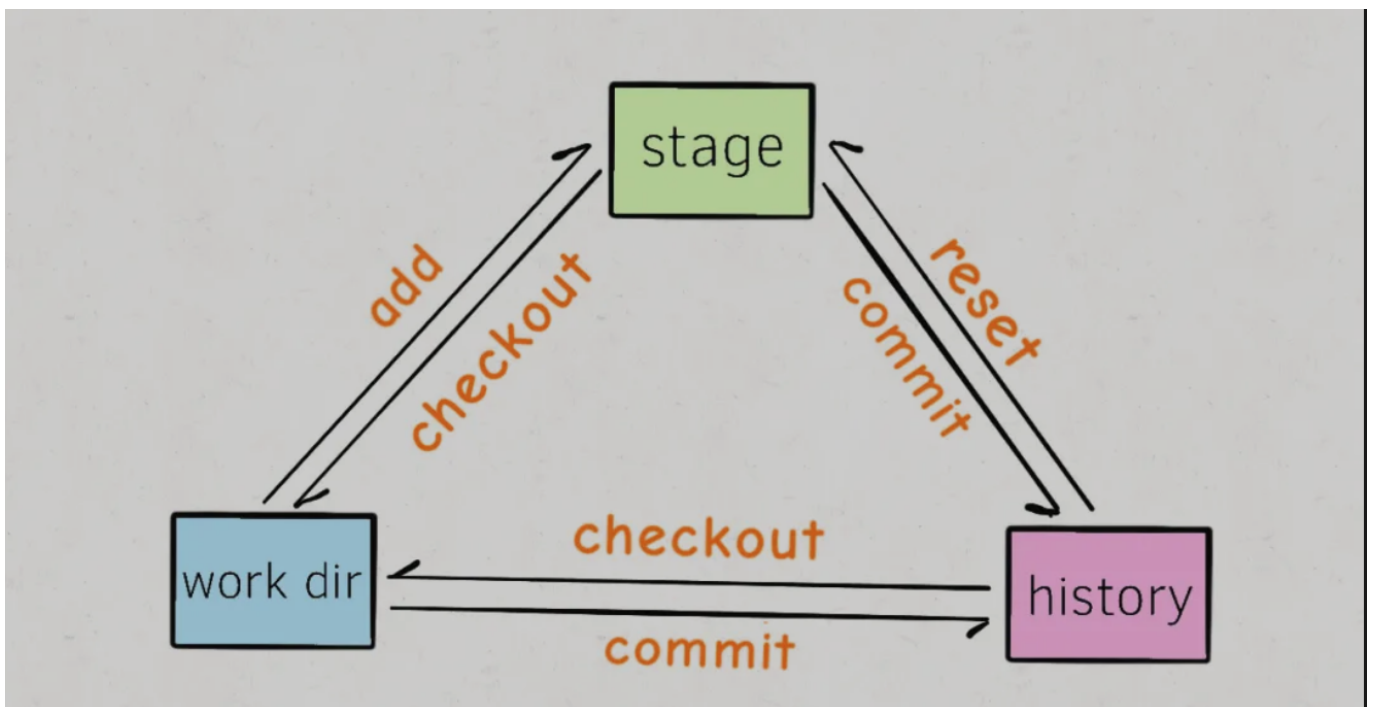 stage
add
checkout
commit
reset
checkout
work dir
history
commit